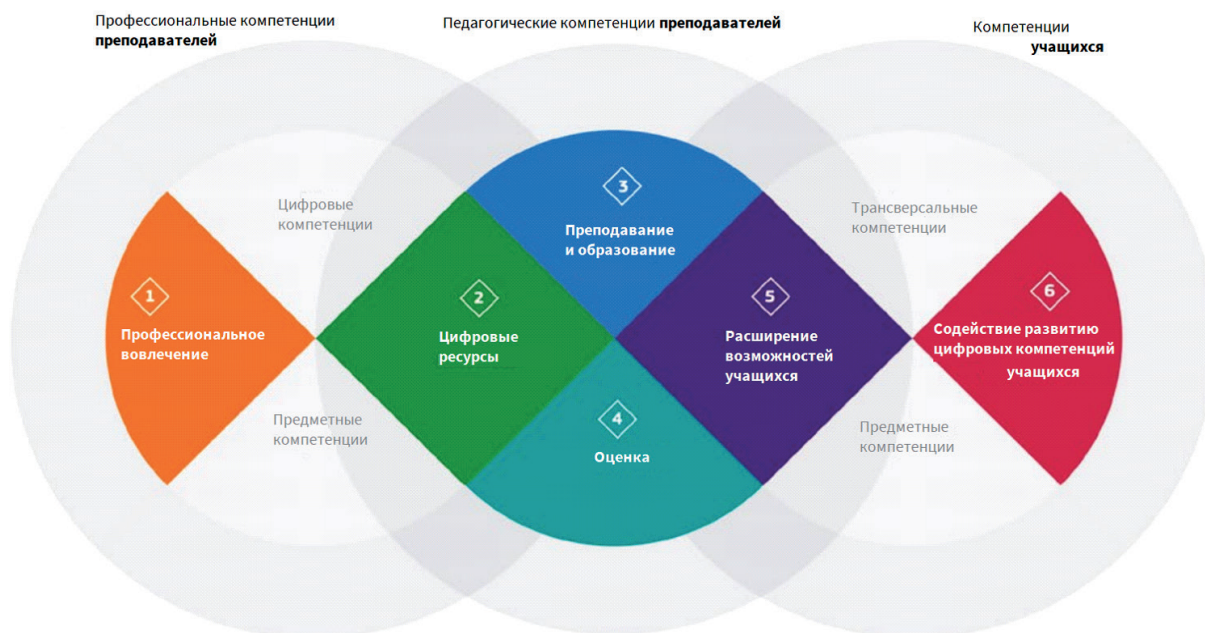 Профессиональные компетенции
преподавателей
Педагогические компетенции преподавателей
Компетенции
учащихся
Цифровые
компетенции
Предметные
компетенции
1
Профессиональное
вовлечение
2
Цифровые
ресурсы
3
Преподавание
и образование
4
Оценка
5
Расширение
возможностей
учащихся
Трансверсальные
компетенции
Предметные
компетенции
6
Содействие развитию
цифровых компетенций
учащихся